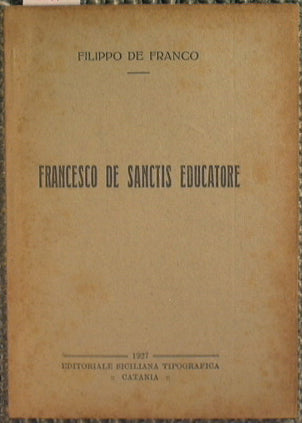 FILIPPO DE FRANCO
FRANCESCO DE SANCTIS EDUCATORE
1927
EDITORIALE SICILIANA TIPOGRAFICA
:: CATANIA ::